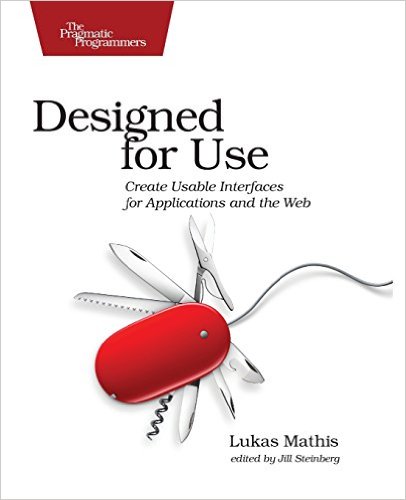 The
Pragmatic
Programmers
Designed
for Use
Create Usable Interfaces
for Applications and the Web
Lukas Mathis
edited by Jill Steinberg